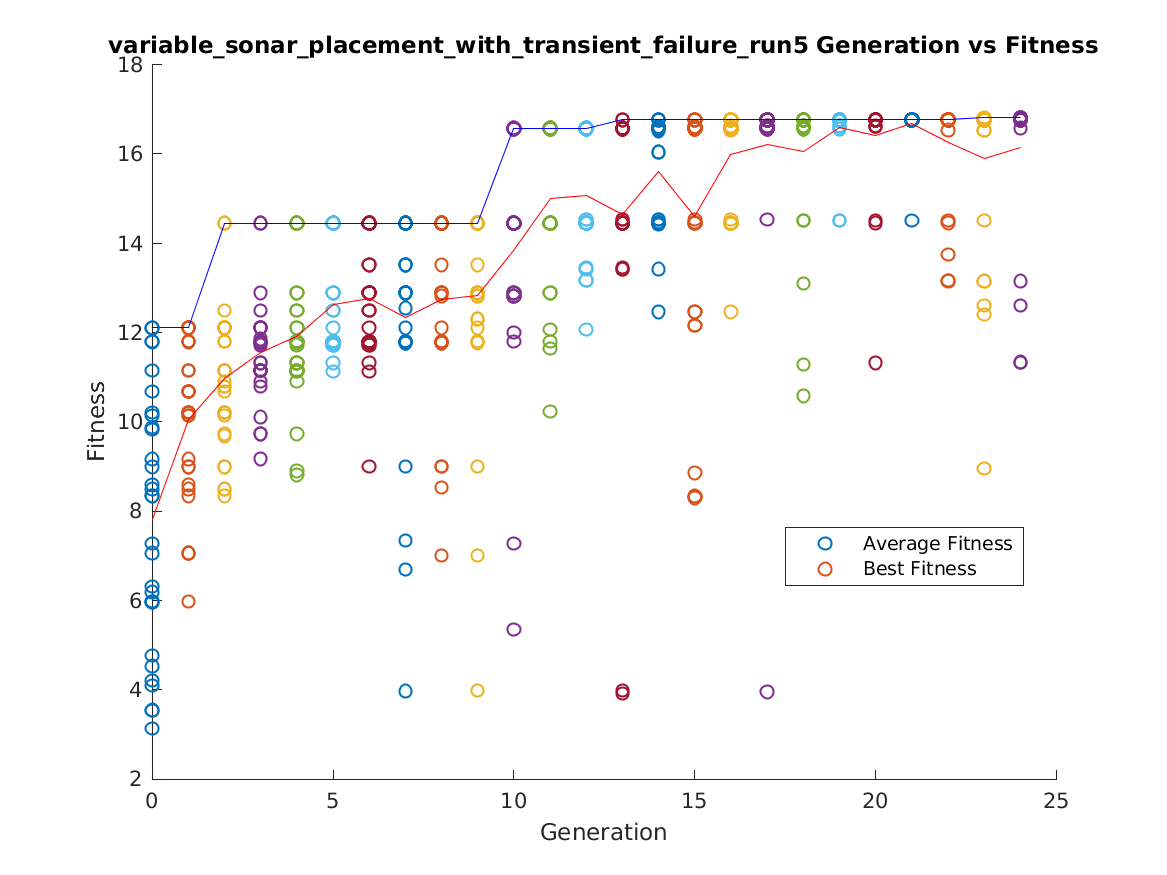 variable_sonar_placement_with_transient_failure_run5 Generation vs Fitness
18
16
14
12
10
8
6
4
2
Fitness
Average Fitness
Best Fitness
0 5 10 15 20 25
Generation